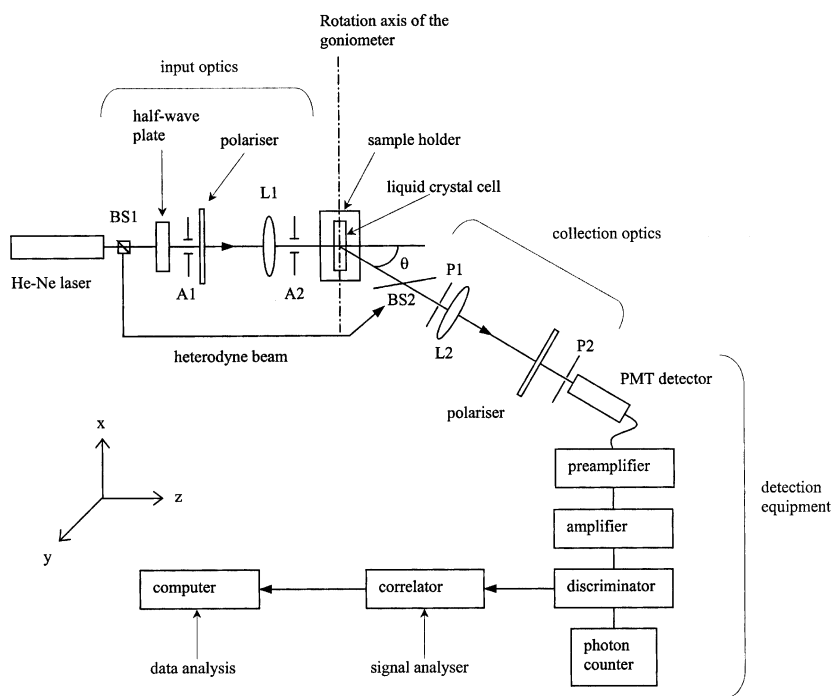 Rotation axis of the
goniometer
input optics
half-wave
plate
polariser
sample holder
liquid crystal cell
L1
BS1
collection optics
He-Ne laser
A1
A2
θ
P1
BS2
L2
heterodyne beam
P2
PMT detector
polariser
x
z
y
preamplifier
detection
equipment
amplifier
computer
correlator
discriminator
data analysis
signal analyser
photon
counter